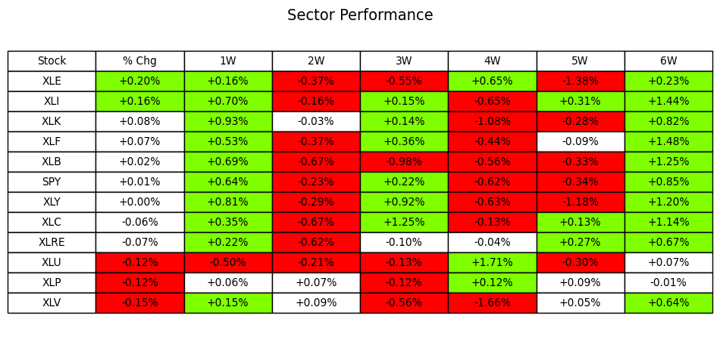 Sector Performance
Stock % Chg 1W 2W 3W 4W 5W 6W
XLE +0.20% +0.16% -0.37% -0.55% +0.65% -1.38% +0.23%
XLI +0.16% +0.70% -0.16% +0.15% -0.65% +0.31% +1.44%
XLK +0.08% +0.93% -0.03% +0.14% -1.08% -0.28% +0.82%
XLF +0.07% +0.53% -0.37% +0.36% -0.44% -0.09% +1.48%
XLB +0.02% +0.69% -0.67% -0.98% -0.56% -0.33% +1.25%
SPY +0.01% +0.64% -0.23% +0.22% -0.62% -0.34% +0.85%
XLY +0.00% +0.81% -0.29% +0.92% -0.63% -1.18% +1.20%
XLC -0.06% +0.35% -0.67% +1.25% -0.13% +0.13% +1.14%
XLRE -0.07% +0.22% -0.62% -0.10% -0.04% +0.27% +0.67%
XLU -0.12% -0.50% -0.21% -0.13% +1.71% -0.30% +0.07%
XLP -0.12% +0.06% +0.07% -0.12% +0.12% +0.09% -0.01%
XLV -0.15% +0.15% +0.09% -0.56% -1.66% +0.05% +0.64%